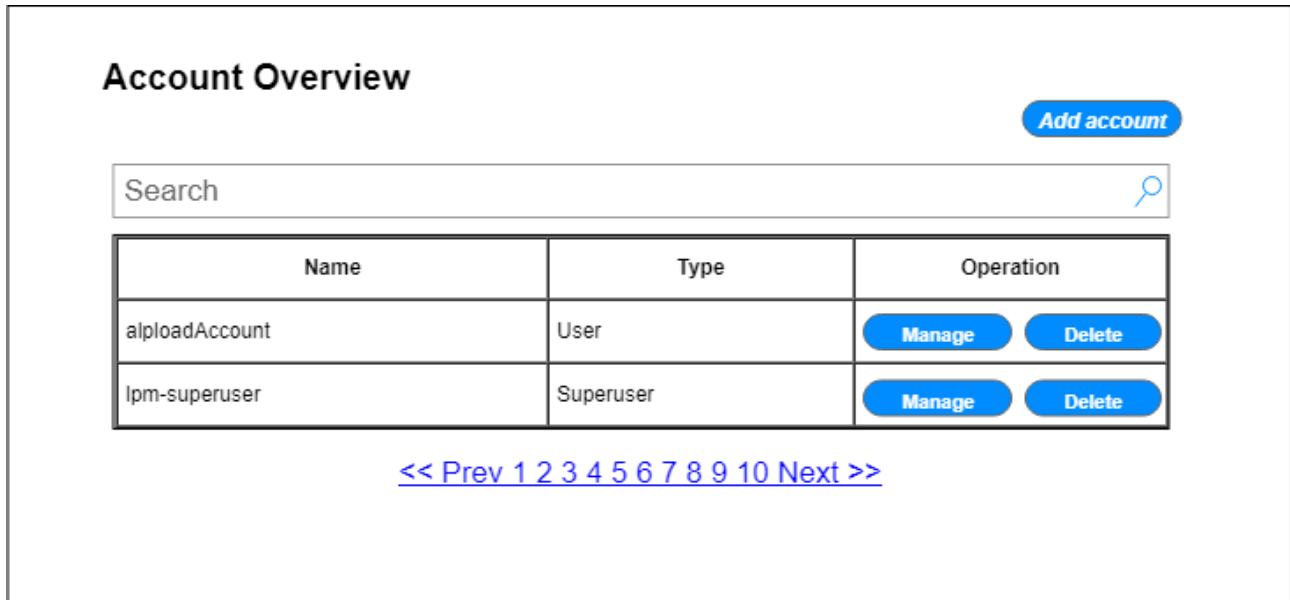 Account Overview
Add account
Search
Name Type Operation
alploadAccount User Manage Delete
lpm-superuser Superuser Manage Delete
<< Prev 1 2 3 4 5 6 7 8 9 10 Next >>